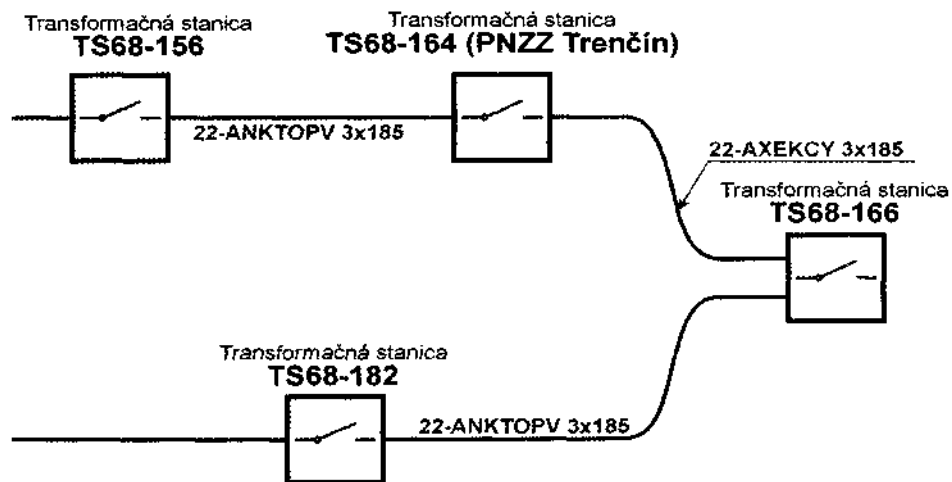 Transformačná stanica
TS68-156
Transformačná stanica
TS68-164 (PNZZ Trenčín)
22-ANKTOPV 3x185
22-AXEKCY 3x185
Transformačná stanica
TS68-166
Transformačná stanica
TS68-182
22-ANKTOPV 3x185